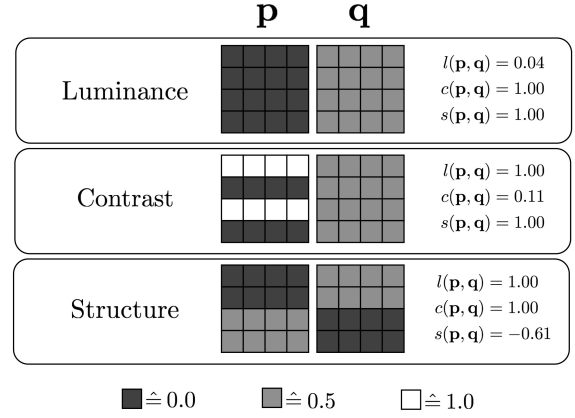 p q
Luminance
l(p, q) = 0.04
c(p, q) = 1.00
s(p, q) = 1.00
Contrast
l(p, q) = 1.00
c(p, q) = 0.11
s(p, q) = 1.00
Structure
l(p, q) = 1.00
c(p, q) = 1.00
s(p, q) = −0.61
≙ 0.0 ≙ 0.5 ≙ 1.0